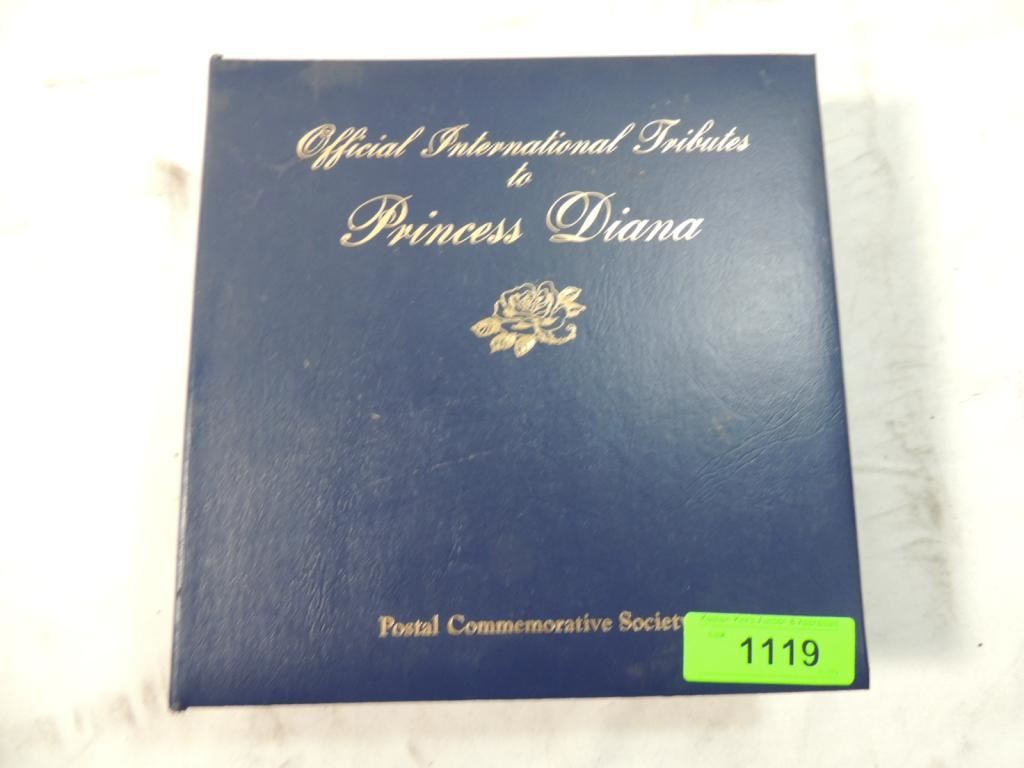 Official International Tributes
to
Princess Diana
Postal Commemorative Society
1119